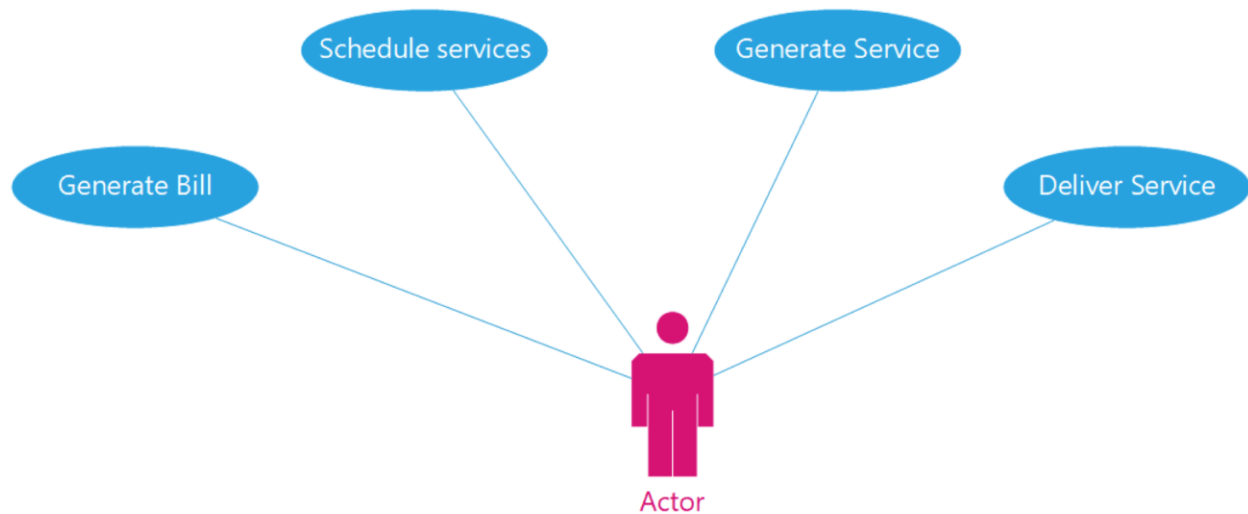 Schedule services
Generate Service
Generate Bill
Deliver Service
Actor